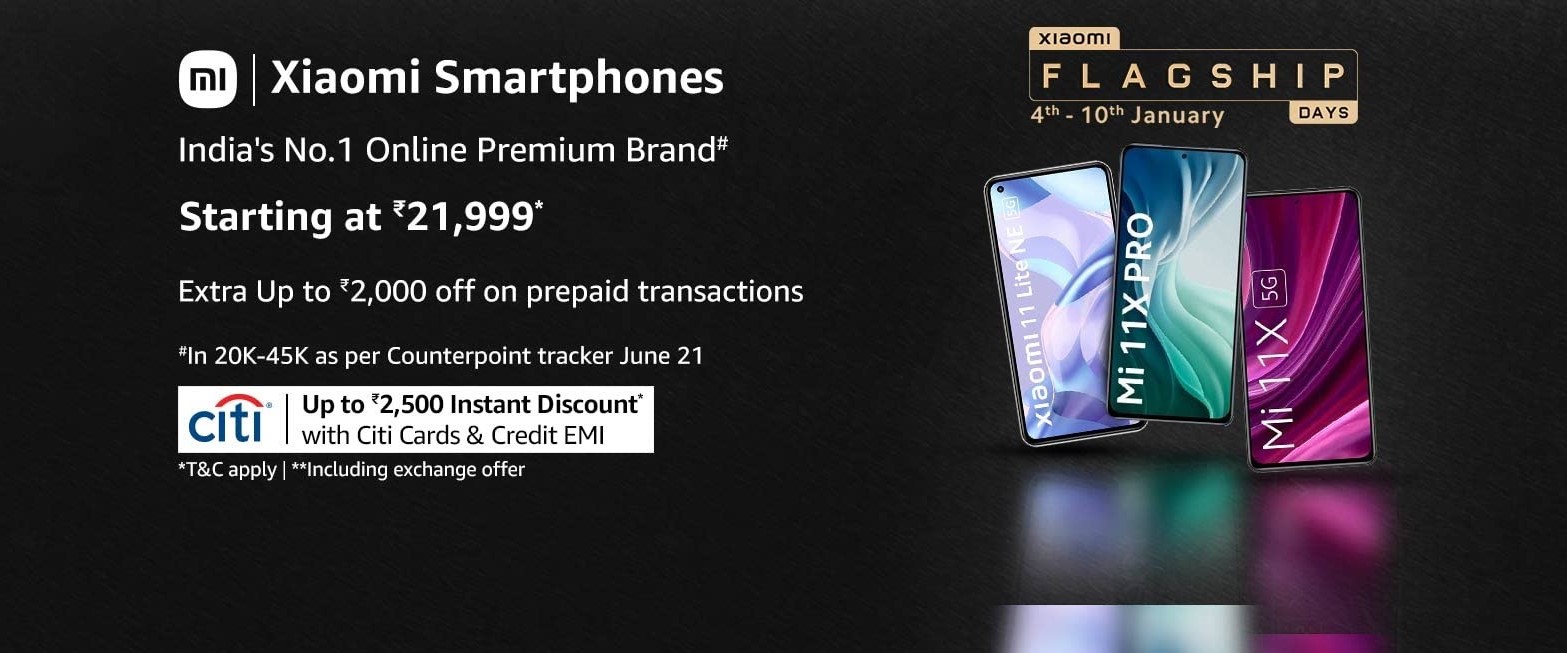 mi | Xiaomi Smartphones
India's No.1 Online Premium Brand#
Starting at ₹21,999*
Extra Up to ₹2,000 off on prepaid transactions
#In 20K-45K as per Counterpoint tracker June 21
citi® | Up to ₹2,500 Instant Discount*
with Citi Cards & Credit EMI
*T&C apply | **Including exchange offer
xiaomi
FLAGSHIP
DAYS
4th - 10th January
xiaomi 11 Lite NE 5G
Mi 11X PRO
Mi 11X 5G